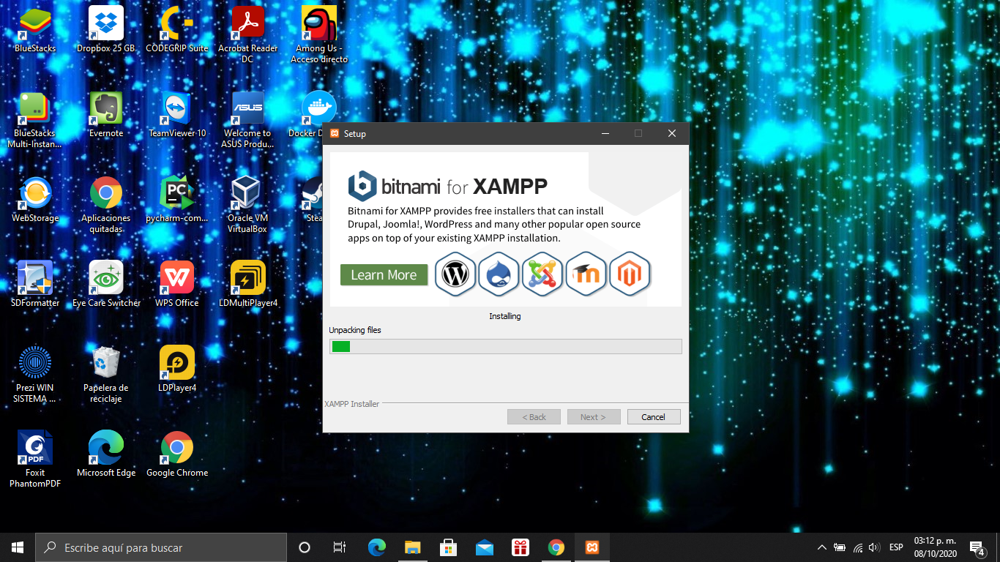 BlueStacks
Dropbox 25 GB
CODEGRIP Suite
Acrobat Reader
DC
Among Us -
Acceso directo
BlueStacks
Multi-Instan...
Evernote
TeamViewer 10
ASUS
Welcome to
ASUS Produ...
Docker D
WebStorage
Aplicaciones
quitadas
PC
pycharm-com...
Oracle VM
VirtualBox
Stea
SDFormatter
Eye Care Switcher
WPS Office
LDMultiPlayer4
Prezi WIN
SISTEMA ...
Papelera de
reciclaje
LDPlayer4
PDF
Foxit
PhantomPDF
Microsoft Edge
Google Chrome
Setup
bitnami for XAMPP
Bitnami for XAMPP provides free installers that can install
Drupal, Joomla!, WordPress and many other popular open source
apps on top of your existing XAMPP installation.
Learn More
Installing
Unpacking files
XAMPP Installer
< Back
Next >
Cancel
Escribe aquí para buscar
ESP
03:12 p. m.
08/10/2020
4